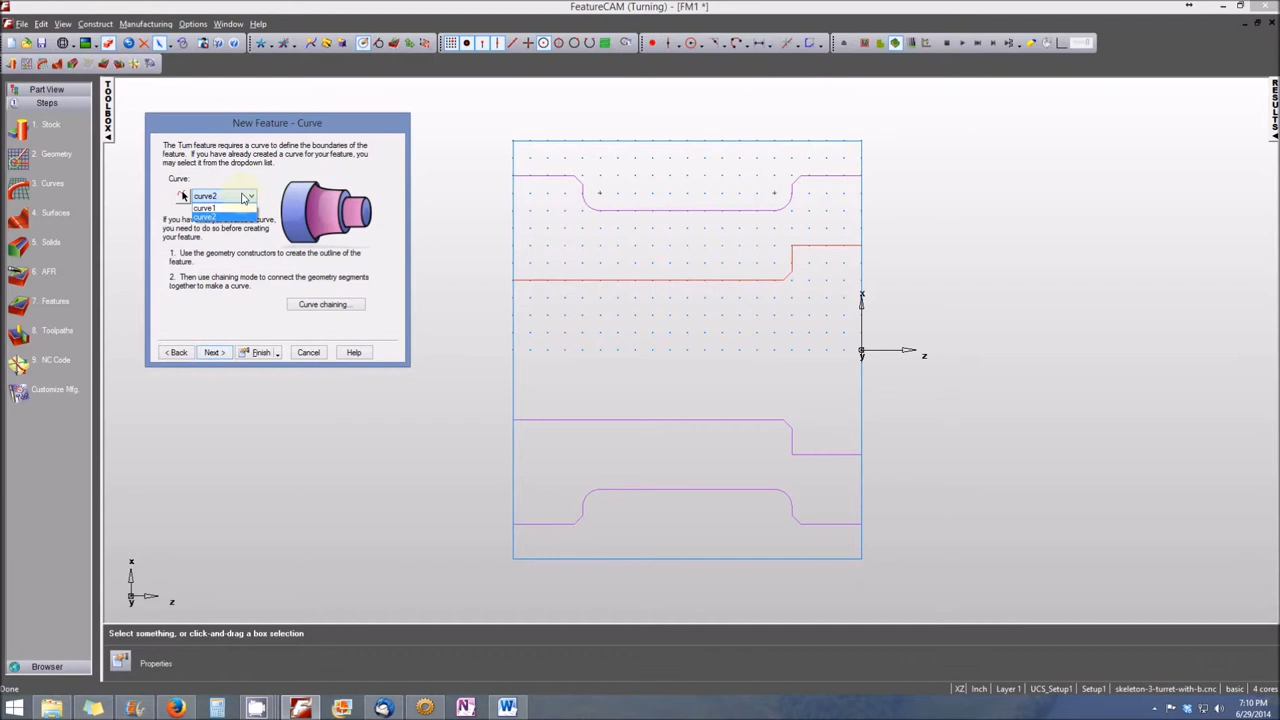 FeatureCAM (Turning) - [FM1 *]
File Edit View Construct Manufacturing Options Window Help
Part View
Steps
1. Stock
2. Geometry
3. Curves
4. Surfaces
5. Solids
6. AFR
7. Features
8. Toolpaths
9. NC Code
Customize Mfg.
Browser
TOOLBOX
RESULTS
New Feature - Curve
The Turn feature requires a curve to define the boundaries of the
feature. If you have already created a curve for your feature, you
may select it from the dropdown list.
Curve:
curve2
curve1
curve2
you need to do so before creating
your feature.
1. Use the geometry constructors to create the outline of the
feature.
2. Then use chaining mode to connect the geometry segments
together to make a curve.
Curve chaining...
< Back Next > Finish Cancel Help
x
y
z
x
y
z
Select something, or click-and-drag a box selection
Properties
Done
XZ Inch Layer 1 UCS_Setup1 Setup1 skeleton-3-turret-with-b.cnc basic 4 cores
7:10 PM
6/29/2014